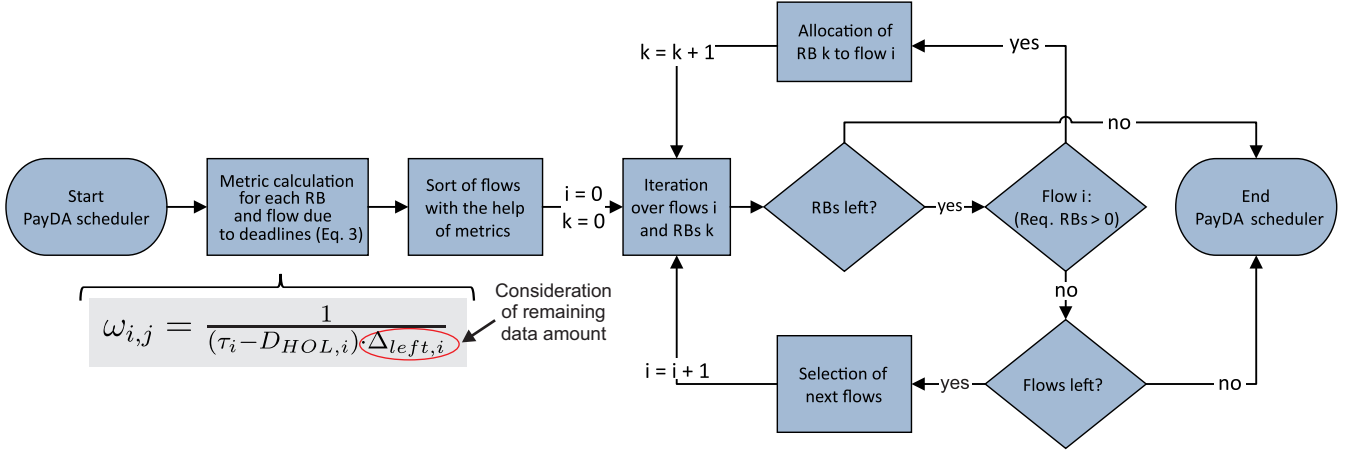 Start
PayDA scheduler
Metric calculation
for each RB
and flow due
to deadlines (Eq. 3)
Sort of flows
with the help
of metrics
i = 0
k = 0
Iteration
over flows i
and RBs k
k = k + 1
Allocation of
RB k to flow i
yes
RBs left?
yes
no
Flow i:
(Req. RBs > 0)
no
End
PayDA scheduler
ω_{i,j} = \frac{1}{(τ_i−D_{HOL,i})·Δ_{left,i}}
Consideration
of remaining
data amount
i = i + 1
Selection of
next flows
yes
Flows left?
no